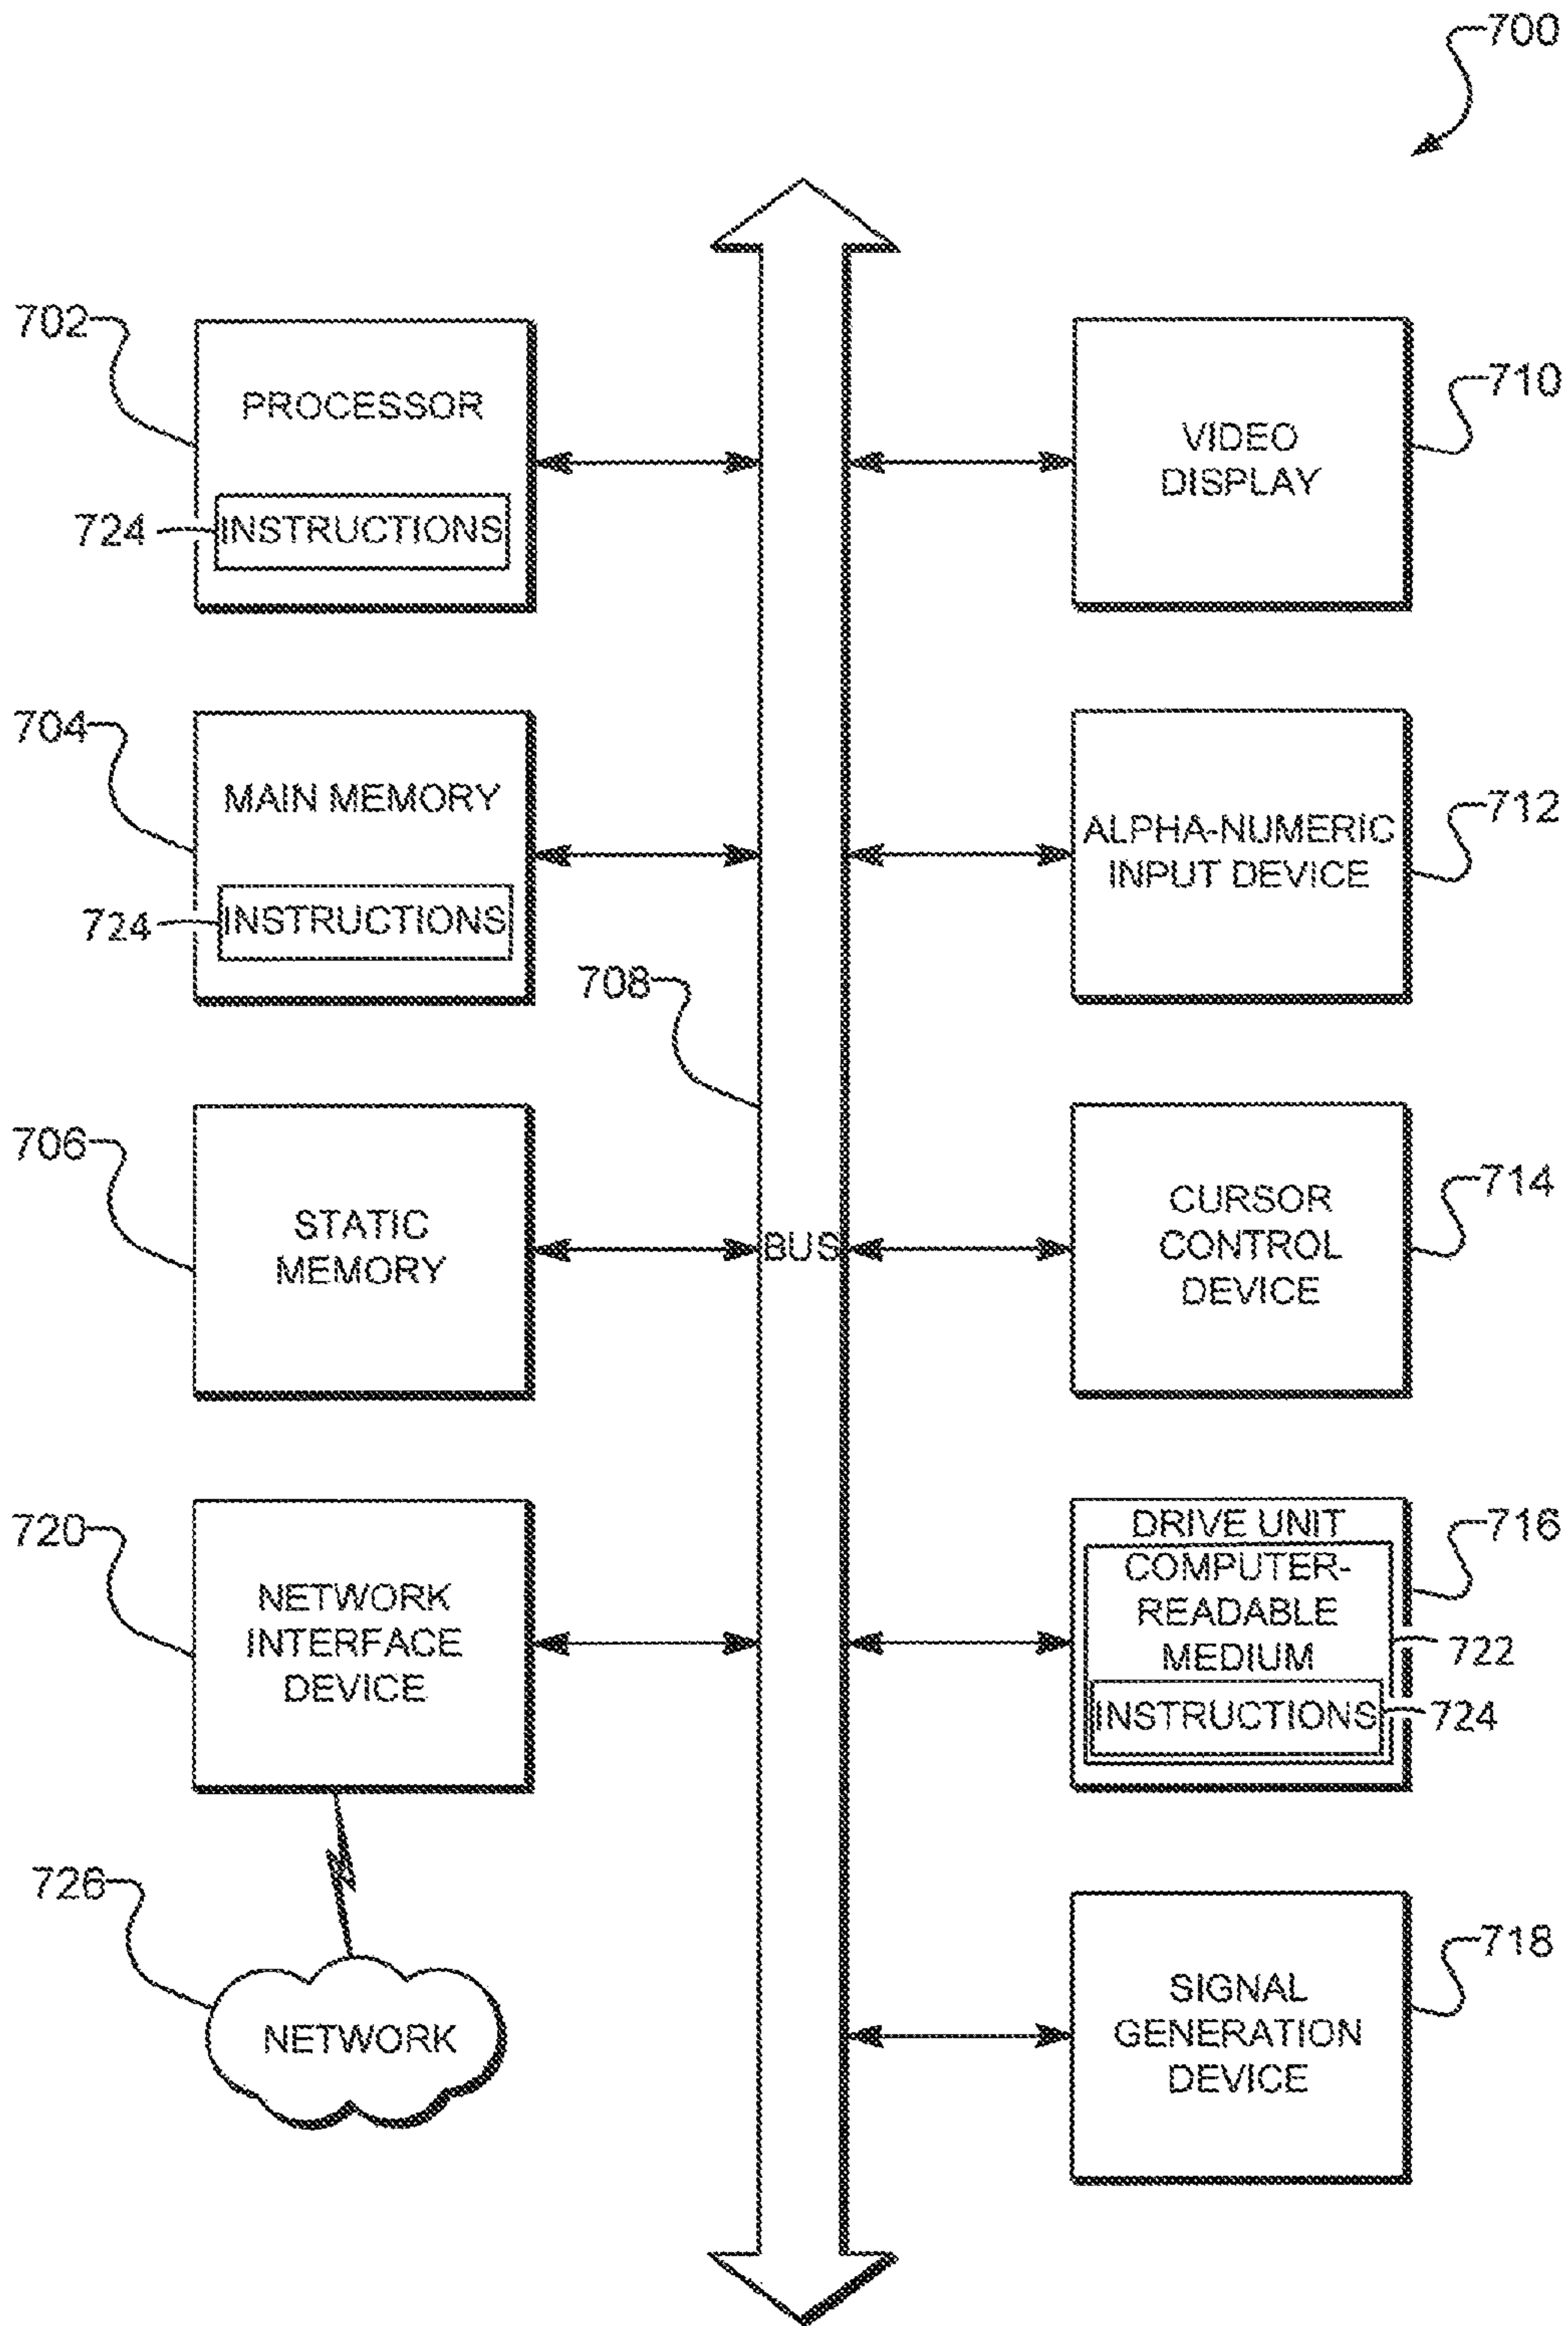 700
702
PROCESSOR
724
INSTRUCTIONS
710
VIDEO
DISPLAY
704
MAIN MEMORY
724
INSTRUCTIONS
712
ALPHA-NUMERIC
INPUT DEVICE
708
BUS
706
STATIC
MEMORY
714
CURSOR
CONTROL
DEVICE
720
NETWORK
INTERFACE
DEVICE
716
DRIVE UNIT
COMPUTER-
READABLE
MEDIUM
722
INSTRUCTIONS
724
726
NETWORK
718
SIGNAL
GENERATION
DEVICE